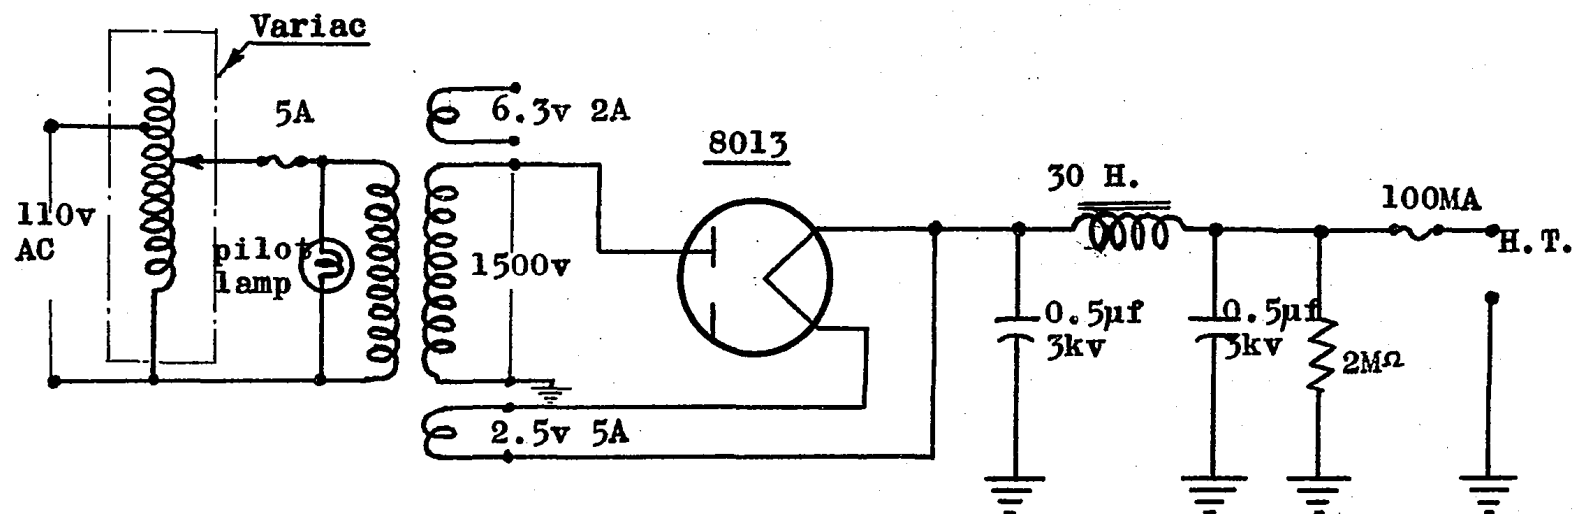 Variac
5A
6.3v 2A
8013
30 H.
100MA
110v
AC
pilot
lamp
1500v
H.T.
0.5µf
3kv
0.5µf
3kv
2MΩ
2.5v 5A